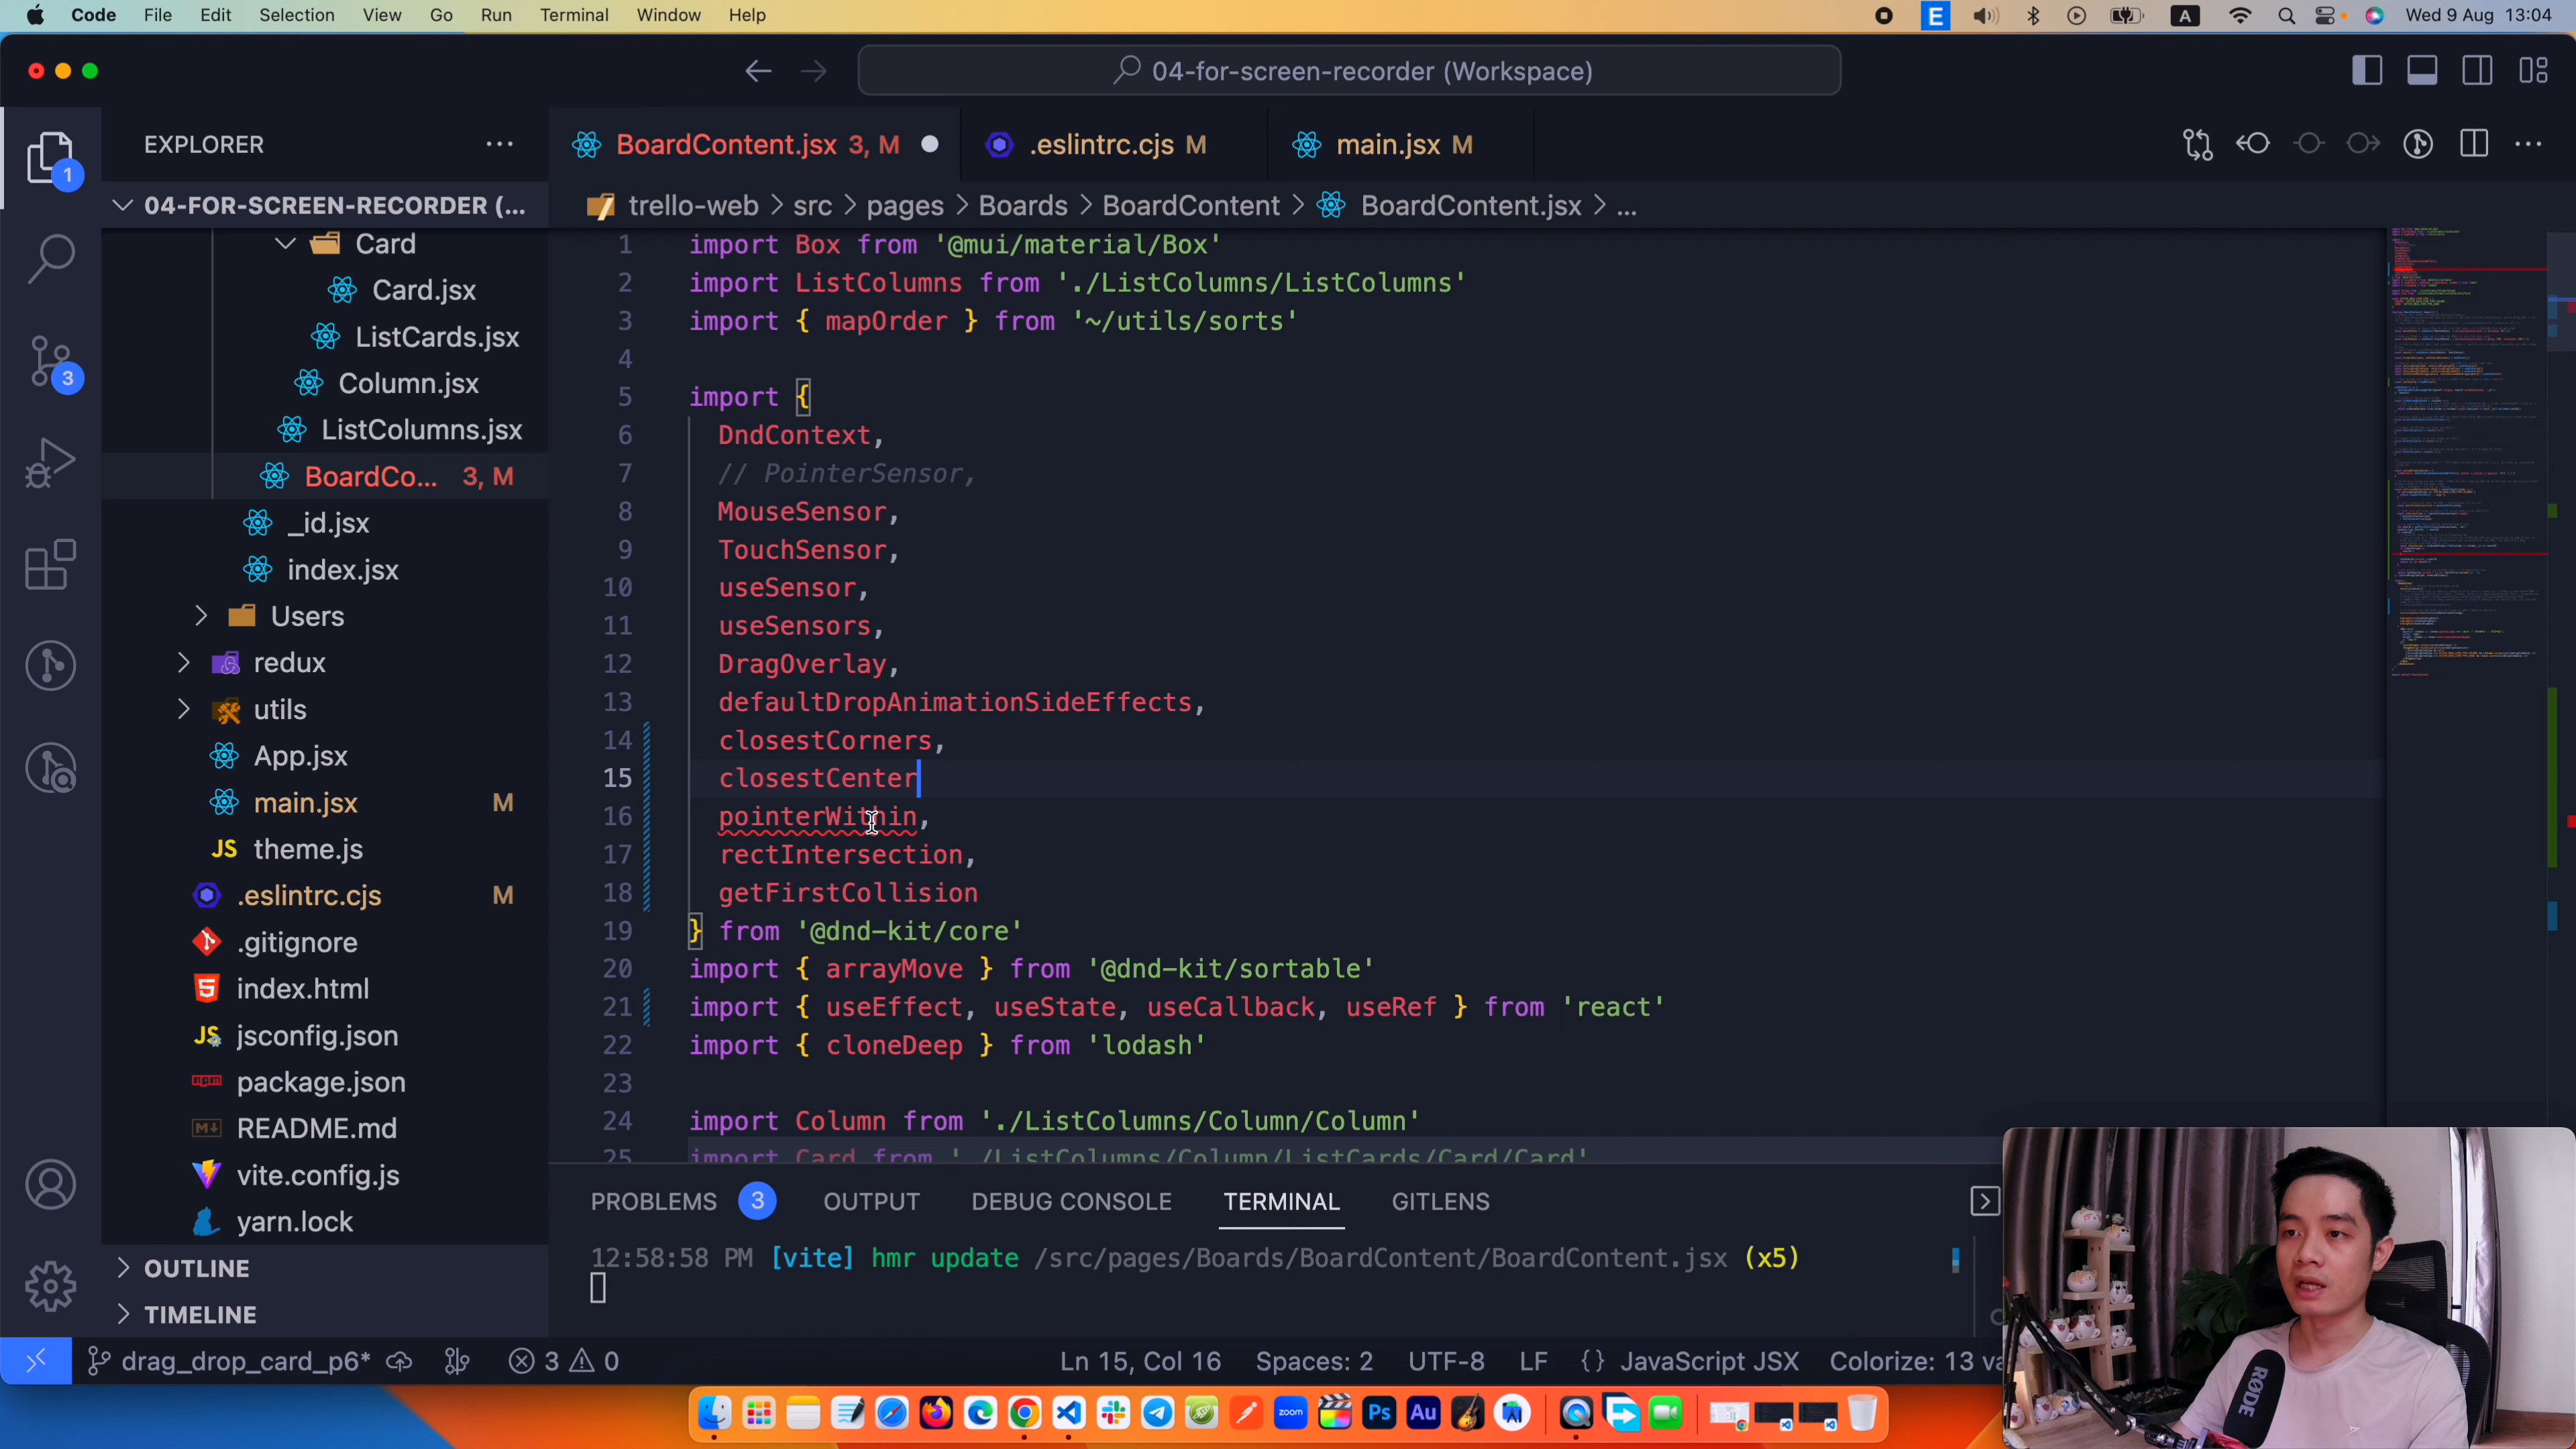 Code File Edit Selection View Go Run Terminal Window Help
E A Wed 9 Aug 13:04
04-for-screen-recorder (Workspace)
EXPLORER ···
BoardContent.jsx 3, M .eslintrc.cjs M main.jsx M
1
04-FOR-SCREEN-RECORDER (...
trello-web > src > pages > Boards > BoardContent > BoardContent.jsx > ...
Card
Card.jsx
ListCards.jsx
3
Column.jsx
ListColumns.jsx
BoardCo... 3, M
_id.jsx
index.jsx
Users
redux
utils
App.jsx
main.jsx M
JS theme.js
.eslintrc.cjs M
.gitignore
5 index.html
JS jsconfig.json
npm package.json
M README.md
vite.config.js
yarn.lock
OUTLINE
TIMELINE
1 import Box from '@mui/material/Box'
2 import ListColumns from './ListColumns/ListColumns'
3 import { mapOrder } from '~/utils/sorts'
4
5 import {
6 DndContext,
7 // PointerSensor,
8 MouseSensor,
9 TouchSensor,
10 useSensor,
11 useSensors,
12 DragOverlay,
13 defaultDropAnimationSideEffects,
14 closestCorners,
15 closestCenter
16 pointerWithin,
17 rectIntersection,
18 getFirstCollision
19 } from '@dnd-kit/core'
20 import { arrayMove } from '@dnd-kit/sortable'
21 import { useEffect, useState, useCallback, useRef } from 'react'
22 import { cloneDeep } from 'lodash'
23
24 import Column from './ListColumns/Column/Column'
25 import Card from './ListColumns/Column/ListCards/Card/Card'
PROBLEMS 3 OUTPUT DEBUG CONSOLE TERMINAL GITLENS
12:58:58 PM [vite] hmr update /src/pages/Boards/BoardContent/BoardContent.jsx (x5)
drag_drop_card_p6* 3 0 Ln 15, Col 16 Spaces: 2 UTF-8 LF {} JavaScript JSX Colorize: 13 va
zoom Ps Au
RØDE